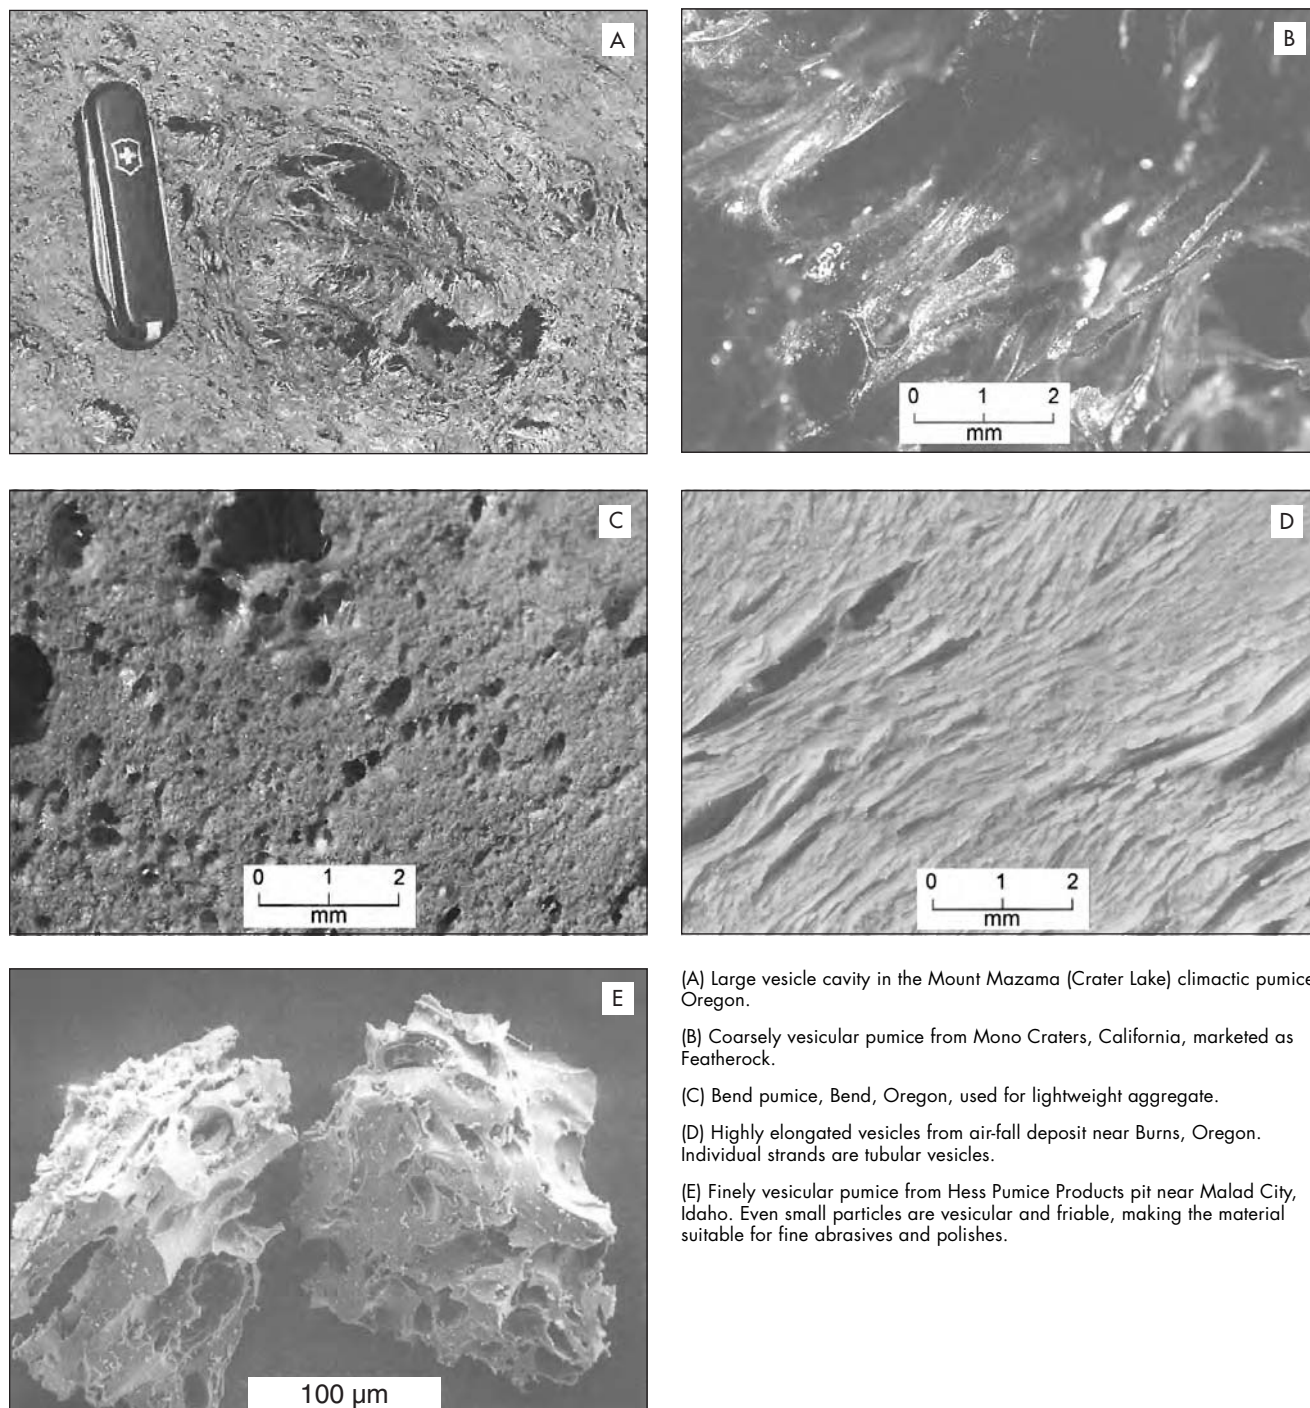 A
B
0 1 2
mm
C
0 1 2
mm
D
0 1 2
mm
E
100 µm
(A) Large vesicle cavity in the Mount Mazama (Crater Lake) climactic pumice
Oregon.
(B) Coarsely vesicular pumice from Mono Craters, California, marketed as
Featherock.
(C) Bend pumice, Bend, Oregon, used for lightweight aggregate.
(D) Highly elongated vesicles from air-fall deposit near Burns, Oregon.
Individual strands are tubular vesicles.
(E) Finely vesicular pumice from Hess Pumice Products pit near Malad City,
Idaho. Even small particles are vesicular and friable, making the material
suitable for fine abrasives and polishes.